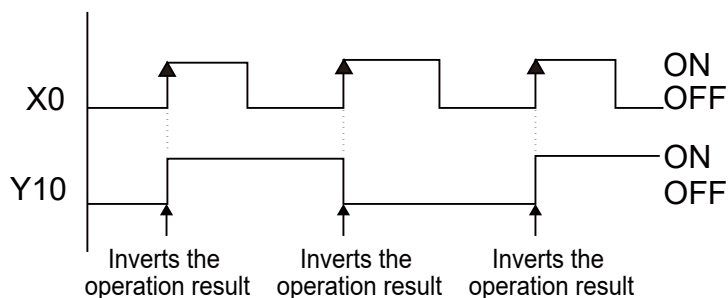 X0
ON
OFF
Y10
ON
OFF
Inverts the
operation result
Inverts the
operation result
Inverts the
operation result